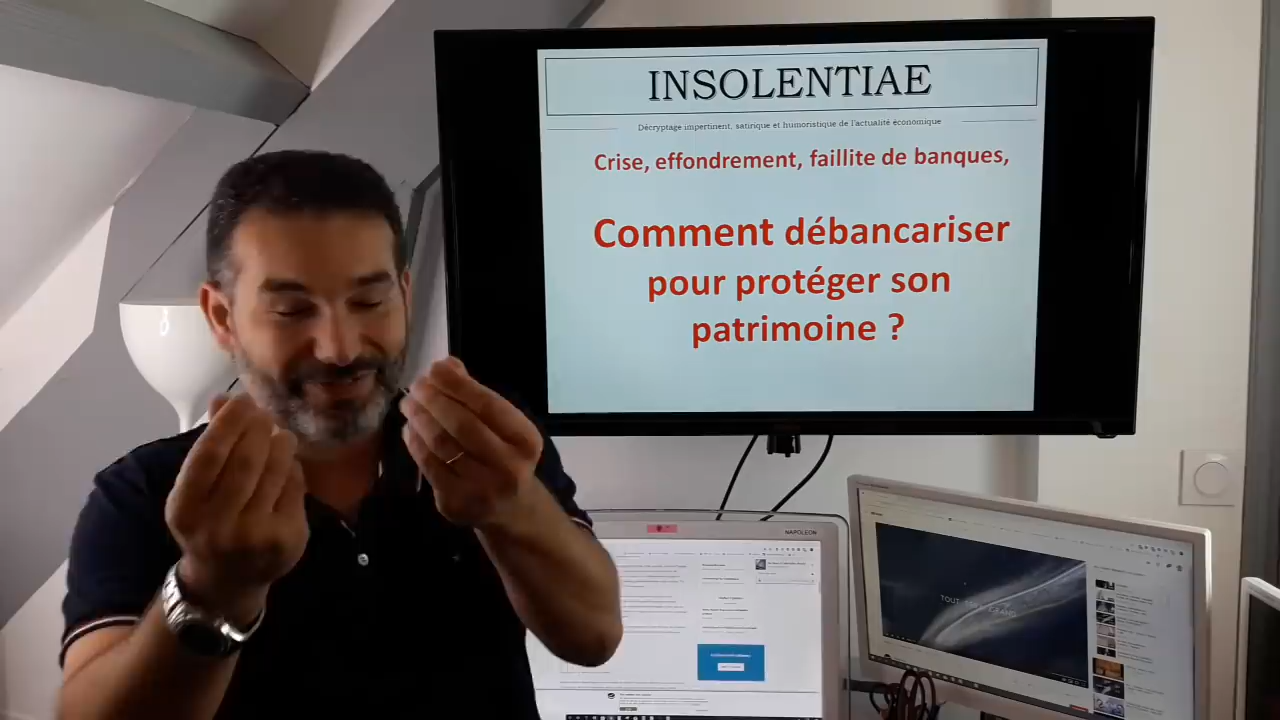 INSOLENTIAE
Décryptage impertinent, satirique et humoristique de l'actualité économique
Crise, effondrement, faillite de banques,
Comment débancariser
pour protéger son
patrimoine ?
NAPOLEON